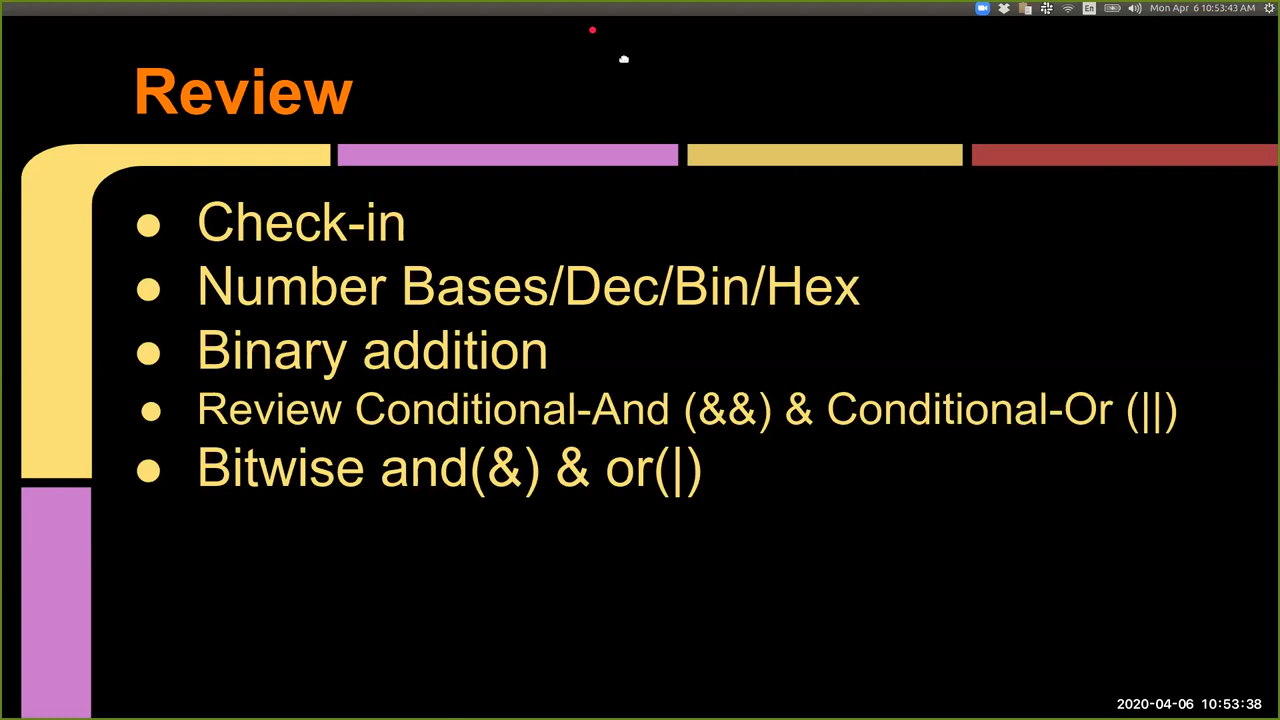 En Mon Apr 6 10:53:43 AM
Review
● Check-in
● Number Bases/Dec/Bin/Hex
● Binary addition
● Review Conditional-And (&&) & Conditional-Or (||)
● Bitwise and(&) & or(|)
2020-04-06 10:53:38